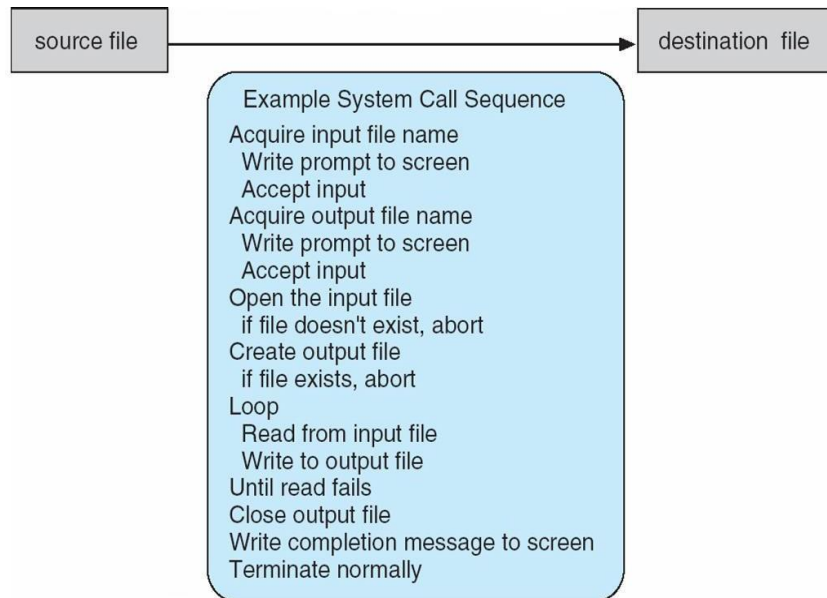 source file
destination file
Example System Call Sequence
Acquire input file name
Write prompt to screen
Accept input
Acquire output file name
Write prompt to screen
Accept input
Open the input file
if file doesn't exist, abort
Create output file
if file exists, abort
Loop
Read from input file
Write to output file
Until read fails
Close output file
Write completion message to screen
Terminate normally